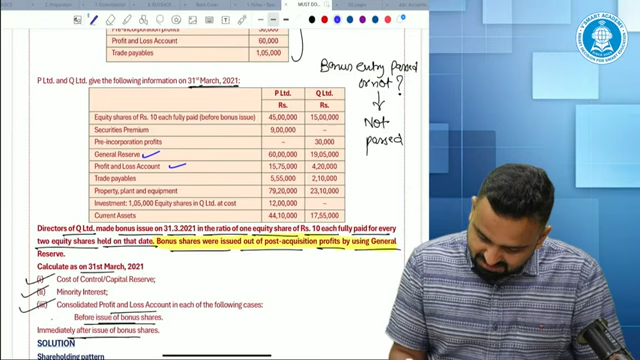 Pre-incorporation profits 30,000
Profit and Loss Account 60,000
Trade payables 1,05,000
V'SMART ACADEMY
Bonus entry passed
or not?
↓
Not
passed
P Ltd. and Q Ltd. give the following information on 31st March, 2021:
P Ltd. Q Ltd.
Rs. Rs.
Equity shares of Rs. 10 each fully paid (before bonus issue) 45,00,000 15,00,000
Securities Premium 9,00,000 –
Pre-incorporation profits – 30,000
General Reserve 60,00,000 19,05,000
Profit and Loss Account 15,75,000 4,20,000
Trade payables 5,55,000 2,10,000
Property, plant and equipment 79,20,000 23,10,000
Investment: 1,05,000 Equity shares in Q Ltd. at cost 12,00,000 –
Current Assets 44,10,000 17,55,000
Directors of Q Ltd. made bonus issue on 31.3.2021 in the ratio of one equity share of Rs. 10 each fully paid for every
two equity shares held on that date. Bonus shares were issued out of post-acquisition profits by using General
Reserve.
Calculate as on 31st March, 2021
(i) Cost of Control/Capital Reserve;
(ii) Minority Interest;
(iii) Consolidated Profit and Loss Account in each of the following cases:
Before issue of bonus shares.
Immediately after issue of bonus shares.
SOLUTION
Shareholding pattern